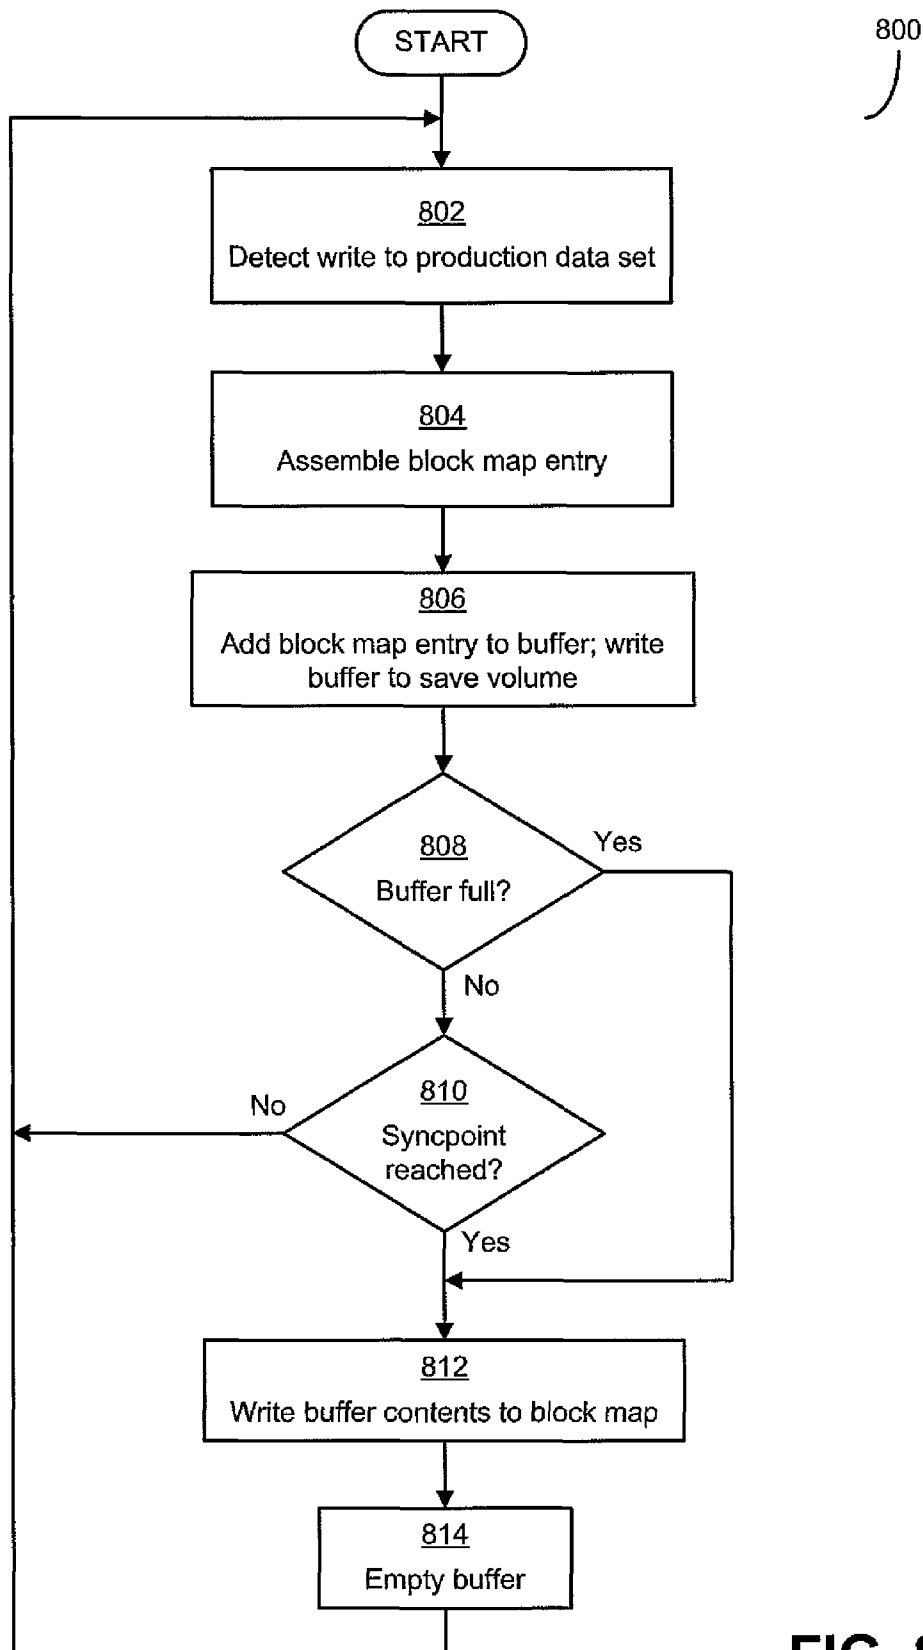 START
800
802
Detect write to production data set
804
Assemble block map entry
806
Add block map entry to buffer; write
buffer to save volume
808
Buffer full?
Yes
No
810
Syncpoint
reached?
No
Yes
812
Write buffer contents to block map
814
Empty buffer
FIG.